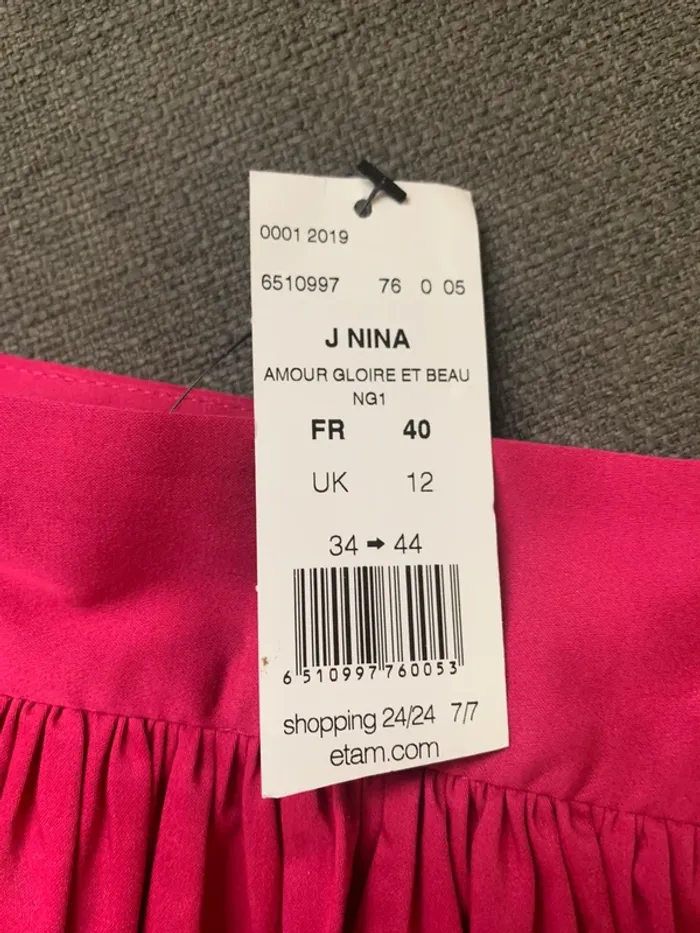 0001 2019
6510997 76 0 05
J NINA
AMOUR GLOIRE ET BEAU
NG1
FR 40
UK 12
34 → 44
6 510997 760053
shopping 24/24 7/7
etam.com